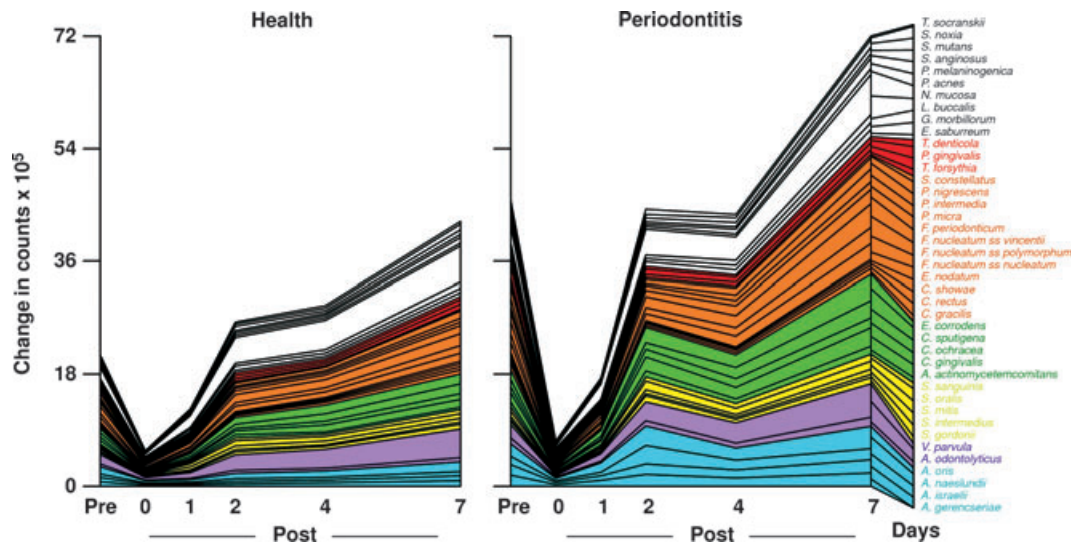 Health
Periodontitis
Change in counts x 10⁵
72
54
36
18
0
Pre 0 1 2 4 7
Post
Pre 0 1 2 4 7
Post
Days
T. socranskii
S. noxia
S. mutans
S. anginosus
P. melaninogenica
P. acnes
N. mucosa
L. buccalis
G. morbillorum
E. saburreum
T. denticola
P. gingivalis
T. forsythia
S. constellatus
P. nigrescens
P. intermedia
P. micra
F. periodonticum
F. nucleatum ss vincentii
F. nucleatum ss polymorphum
F. nucleatum ss nucleatum
E. nodatum
C. showae
C. rectus
C. gracilis
E. corrodens
C. sputigena
C. ochracea
C. gingivalis
A. actinomycetemcomitans
S. sanguinis
S. oralis
S. mitis
S. intermedius
S. gordonii
V. parvula
A. odontolyticus
A. oris
A. naeslundii
A. israelii
A. gerencseriae